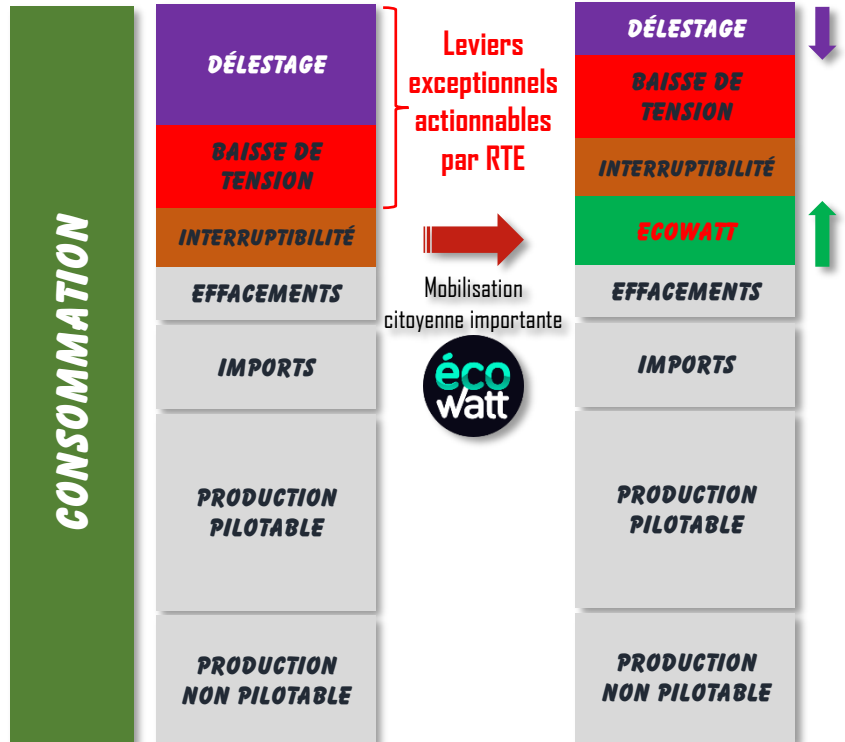 CONSOMMATION
DÉLESTAGE
BAISSE DE
TENSION
INTERRUPTIBILITÉ
EFFACEMENTS
IMPORTS
PRODUCTION
PILOTABLE
PRODUCTION
NON PILOTABLE
Leviers
exceptionnels
actionnables
par RTE
Mobilisation
citoyenne importante
éco
watt
DÉLESTAGE
BAISSE DE
TENSION
INTERRUPTIBILITÉ
ECOWATT
EFFACEMENTS
IMPORTS
PRODUCTION
PILOTABLE
PRODUCTION
NON PILOTABLE